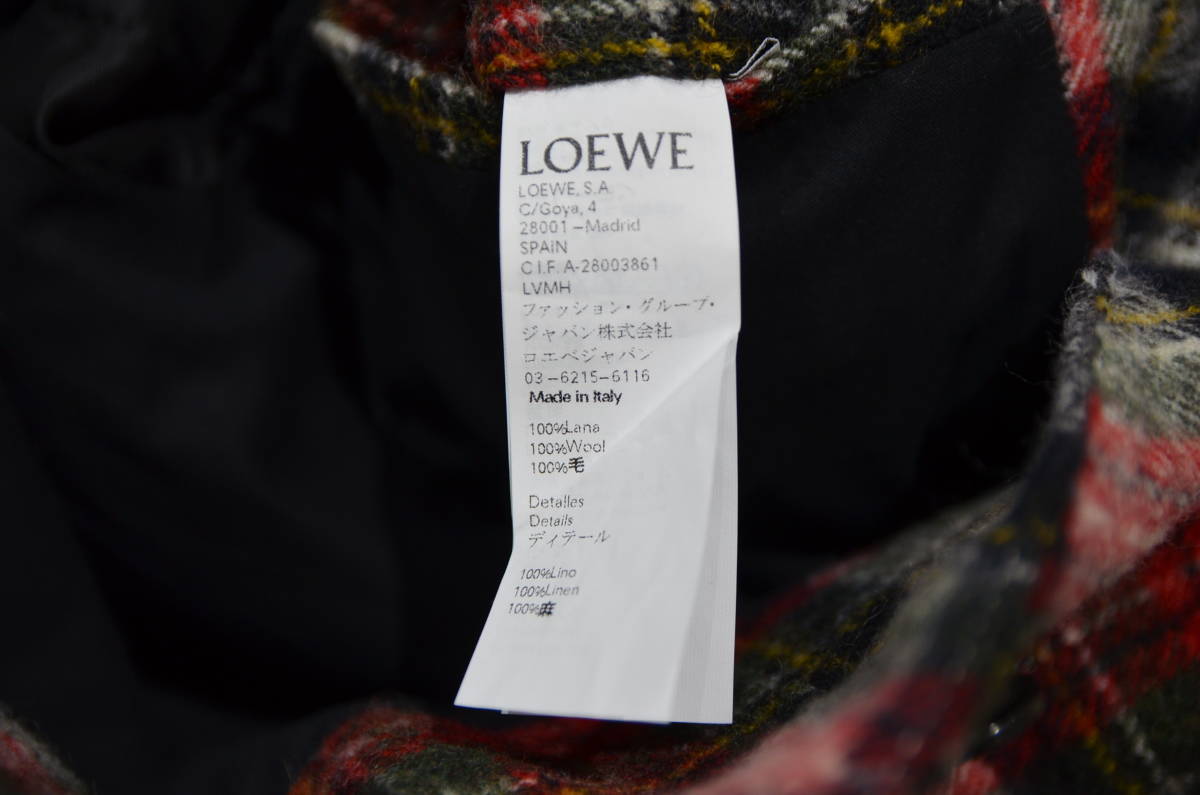 LOEWE
LOEWE, S.A.
C/Goya, 4
28001 – Madrid
SPAIN
C.I.F. A-28003861
LVMH
ファッション・グループ・
ジャパン株式会社
ロエベジャパン
03-6215-6116
Made in Italy
100%Lana
100%Wool
100%毛
Detalles
Details
ディテール
100%Lino
100%Linen
100%麻